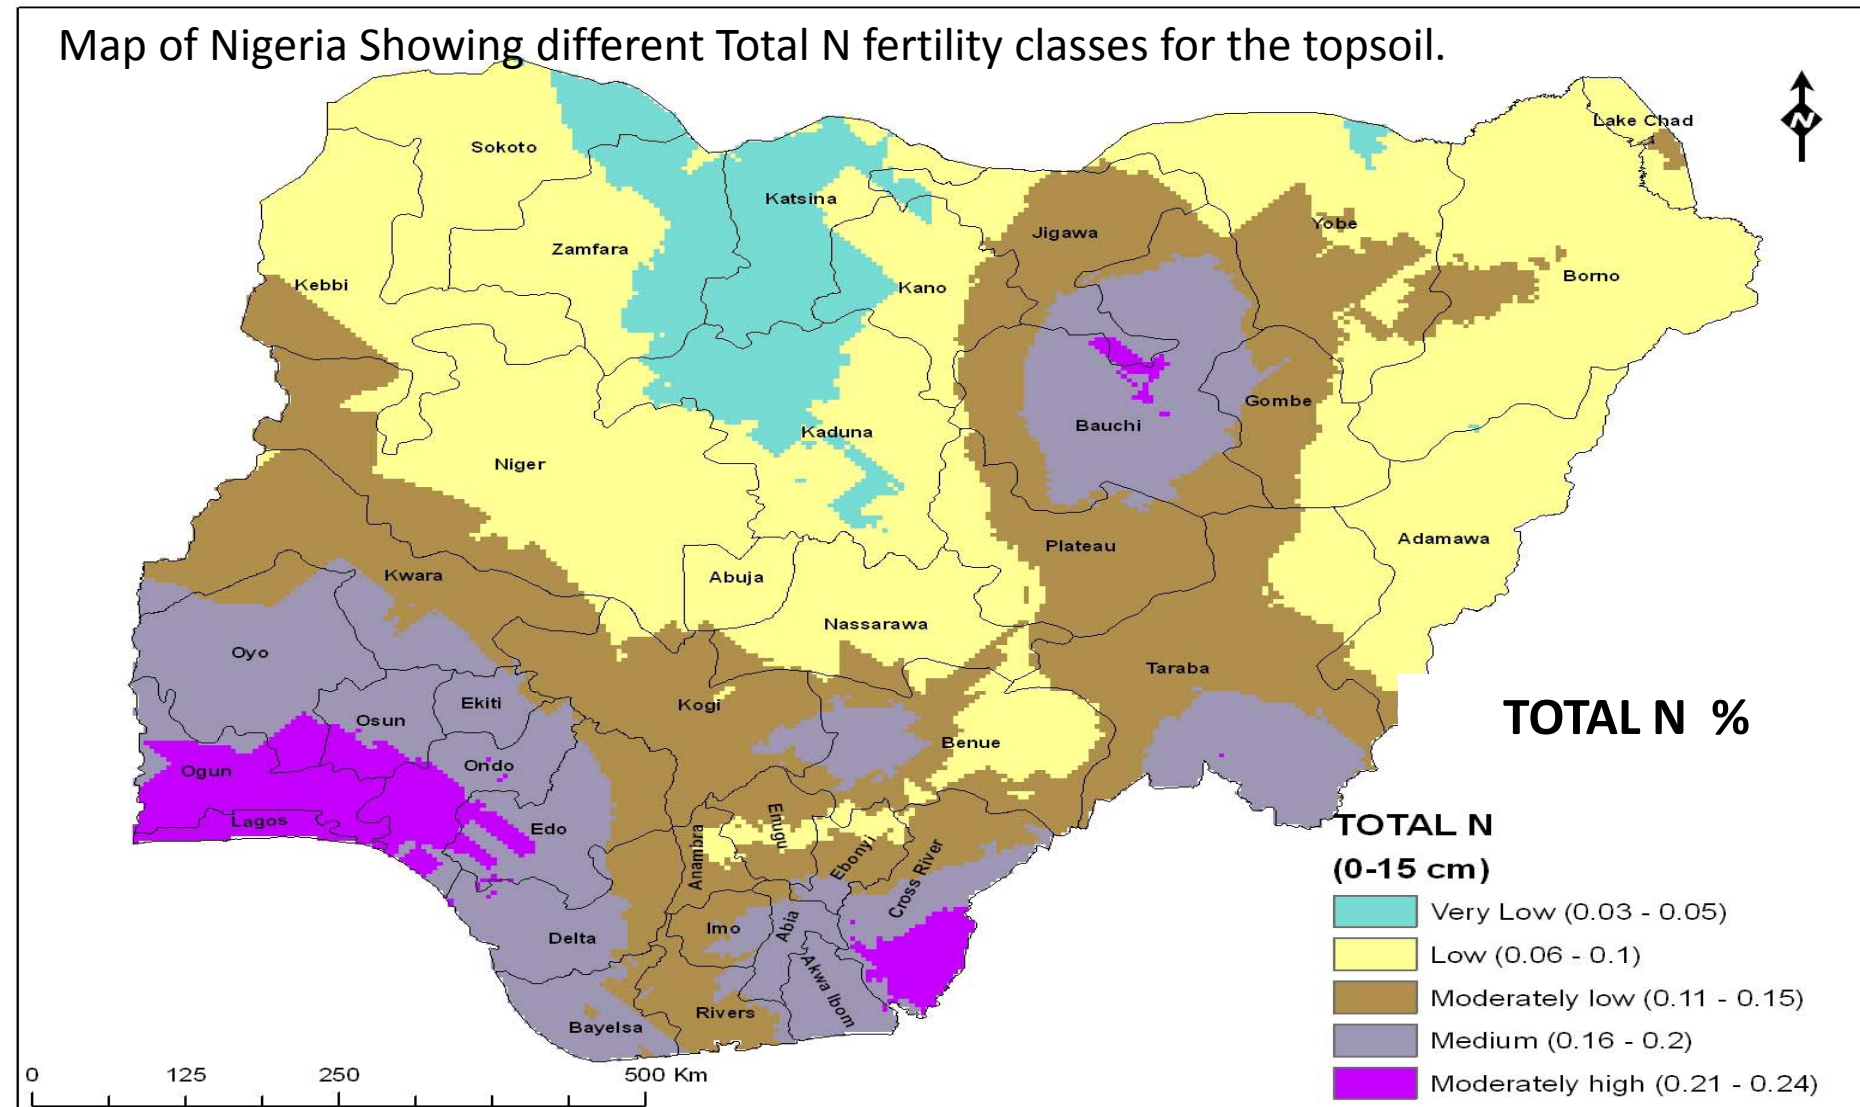 Map of Nigeria Showing different Total N fertility classes for the topsoil.
Lake Chad
N
Sokoto
Katsina
Zamfara
Jigawa
Yobe
Kebbi
Kano
Borno
Gombe
Bauchi
Kaduna
Niger
Adamawa
Plateau
Abuja
Kwara
Nassarawa
Oyo
Taraba
Ekiti
Kogi
Osun
TOTAL N %
Benue
Ondo
Ogun
Lagos
Edo
Enugu
Anambra
Ebonyi
Cross River
Imo
Abia
Delta
Akwa Ibom
Rivers
Bayelsa
TOTAL N
(0-15 cm)
Very Low (0.03 - 0.05)
Low (0.06 - 0.1)
Moderately low (0.11 - 0.15)
Medium (0.16 - 0.2)
Moderately high (0.21 - 0.24)
0 125 250 500 Km